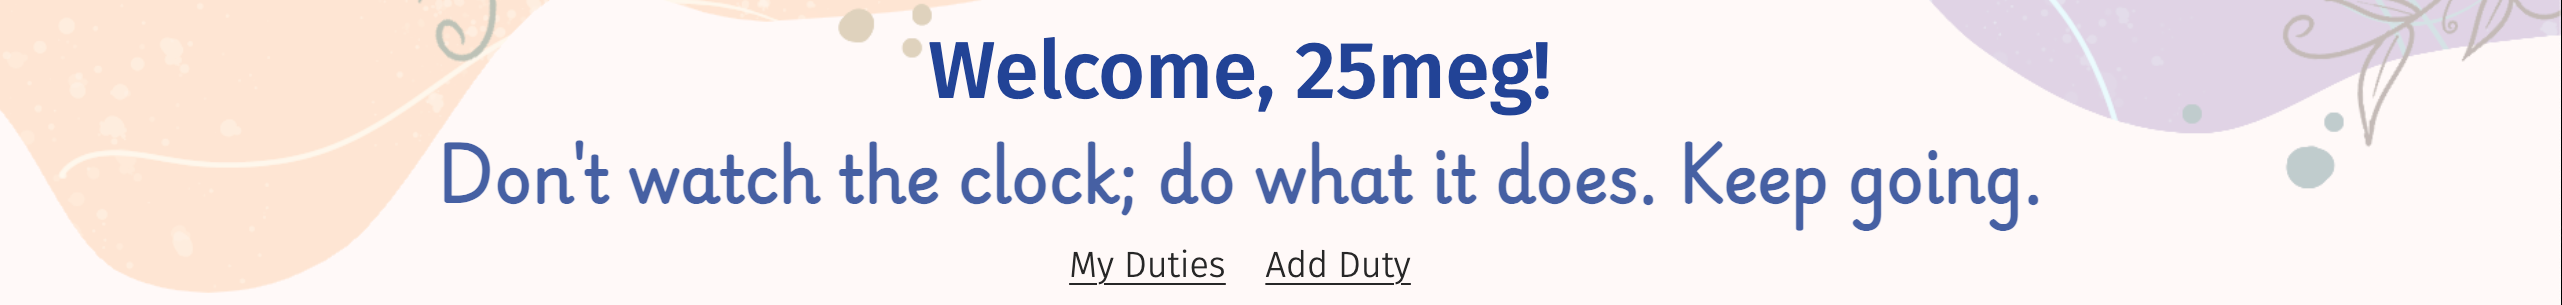 Welcome, 25meg!
Don't watch the clock; do what it does. Keep going.
My Duties Add Duty